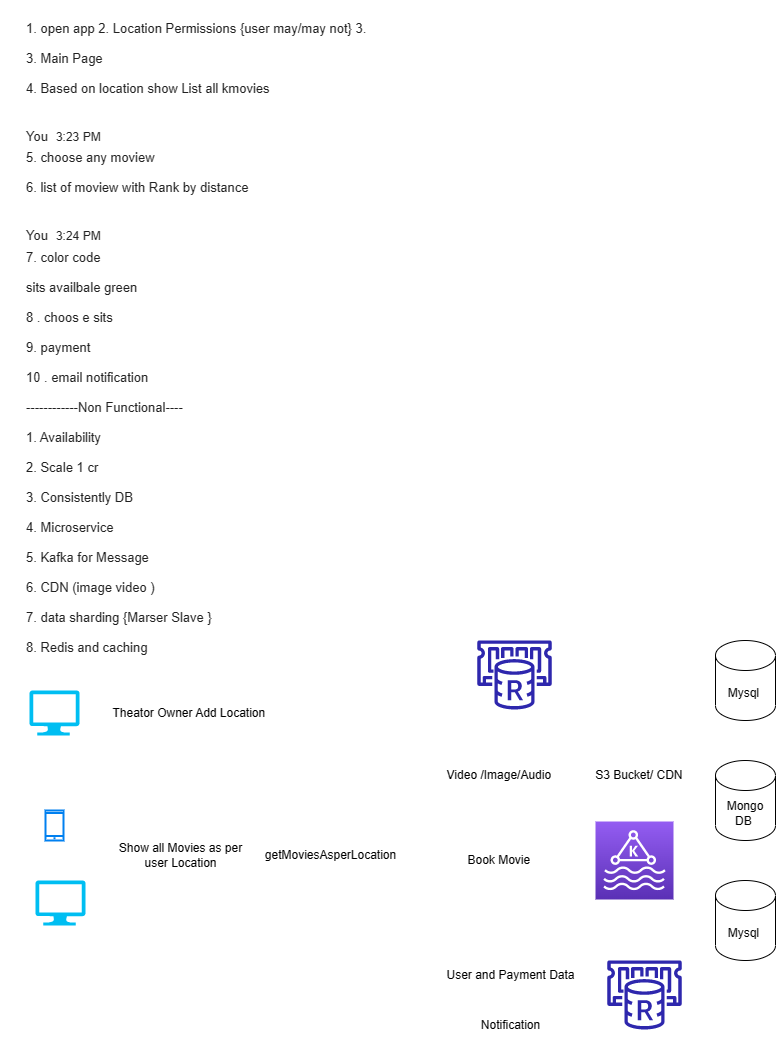 1. open app 2. Location Permissions {user may/may not} 3.
3. Main Page
4. Based on location show List all kmovies
You 3:23 PM
5. choose any moview
6. list of moview with Rank by distance
You 3:24 PM
7. color code
sits availbale green
8 . choos e sits
9. payment
10 . email notification
------------Non Functional----
1. Availability
2. Scale 1 cr
3. Consistently DB
4. Microservice
5. Kafka for Message
6. CDN (image video )
7. data sharding {Marser Slave }
8. Redis and caching
R
Mysql
Theator Owner Add Location
Video /Image/Audio
S3 Bucket/ CDN
Mongo
DB
Show all Movies as per
user Location
getMoviesAsperLocation
Book Movie
K
Mysql
User and Payment Data
R
Notification